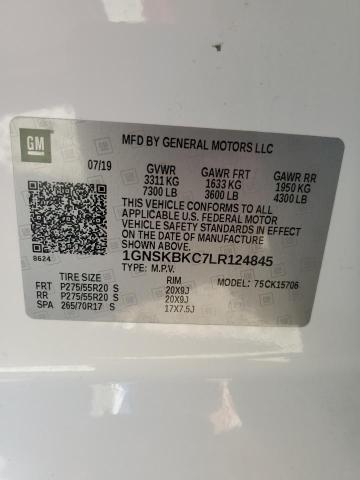 GM
MFD BY GENERAL MOTORS LLC
07/19 GVWR GAWR FRT GAWR RR
3311 KG 1633 KG 1950 KG
7300 LB 3600 LB 4300 LB
THIS VEHICLE CONFORMS TO ALL
APPLICABLE U.S. FEDERAL MOTOR
VEHICLE SAFETY STANDARDS IN EFFECT
ON THE DATE OF MANUFACTURE
SHOWN ABOVE.
8624 1GNSKBKC7LR124845
TYPE: M.P.V. MODEL: 75CK15706
TIRE SIZE RIM
FRT P275/55R20 S 20X9J
RR P275/55R20 S 20X9J
SPA 265/70R17 S 17X7.5J